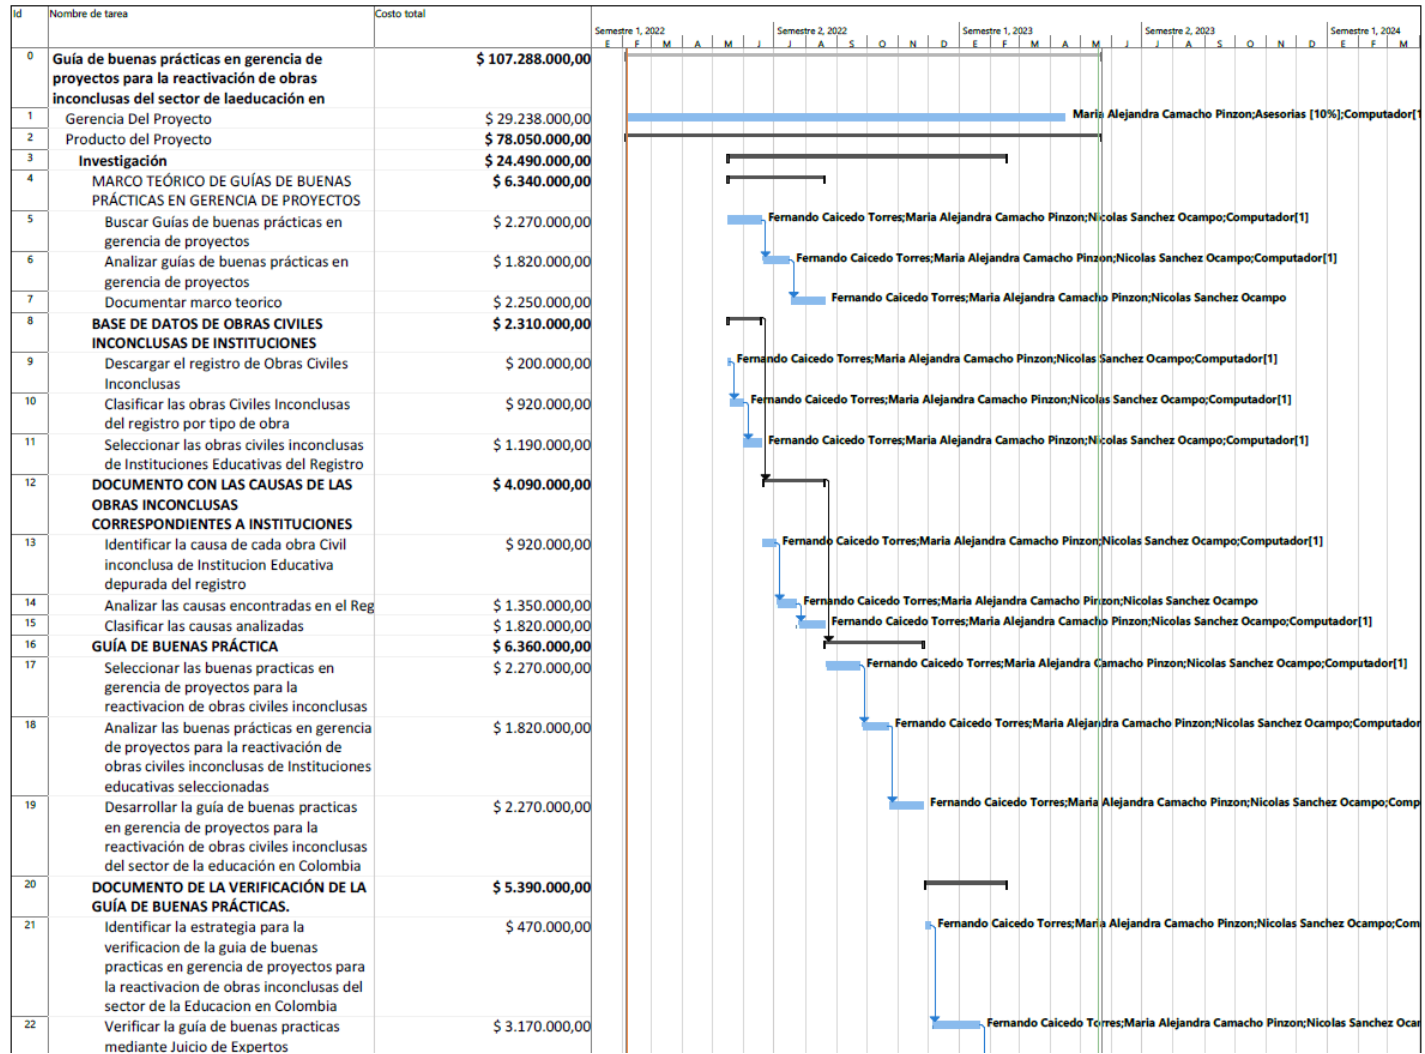 Id Nombre de tarea Costo total
Semestre 1, 2022 Semestre 2, 2022 Semestre 1, 2023 Semestre 2, 2023 Semestre 1, 2024
E F M A M J J A S O N D E F M A M J J A S O N D E F M
0 Guía de buenas prácticas en gerencia de $ 107.288.000,00
proyectos para la reactivación de obras
inconclusas del sector de laeducación en
1 Gerencia Del Proyecto $ 29.238.000,00 Maria Alejandra Camacho Pinzon;Asesorias [10%];Computador[1
2 Producto del Proyecto $ 78.050.000,00
3 Investigación $ 24.490.000,00
4 MARCO TEÓRICO DE GUÍAS DE BUENAS $ 6.340.000,00
PRÁCTICAS EN GERENCIA DE PROYECTOS
5 Buscar Guías de buenas prácticas en $ 2.270.000,00 Fernando Caicedo Torres;Maria Alejandra Camacho Pinzon;Nicolas Sanchez Ocampo;Computador[1]
gerencia de proyectos
6 Analizar guías de buenas prácticas en $ 1.820.000,00 Fernando Caicedo Torres;Maria Alejandra Camacho Pinzon;Nicolas Sanchez Ocampo;Computador[1]
gerencia de proyectos
7 Documentar marco teorico $ 2.250.000,00 Fernando Caicedo Torres;Maria Alejandra Camacho Pinzon;Nicolas Sanchez Ocampo
8 BASE DE DATOS DE OBRAS CIVILES $ 2.310.000,00
INCONCLUSAS DE INSTITUCIONES
9 Descargar el registro de Obras Civiles $ 200.000,00 Fernando Caicedo Torres;Maria Alejandra Camacho Pinzon;Nicolas Sanchez Ocampo;Computador[1]
Inconclusas
10 Clasificar las obras Civiles Inconclusas $ 920.000,00 Fernando Caicedo Torres;Maria Alejandra Camacho Pinzon;Nicolas Sanchez Ocampo;Computador[1]
del registro por tipo de obra
11 Seleccionar las obras civiles inconclusas $ 1.190.000,00 Fernando Caicedo Torres;Maria Alejandra Camacho Pinzon;Nicolas Sanchez Ocampo;Computador[1]
de Instituciones Educativas del Registro
12 DOCUMENTO CON LAS CAUSAS DE LAS $ 4.090.000,00
OBRAS INCONCLUSAS
CORRESPONDIENTES A INSTITUCIONES
13 Identificar la causa de cada obra Civil $ 920.000,00 Fernando Caicedo Torres;Maria Alejandra Camacho Pinzon;Nicolas Sanchez Ocampo;Computador[1]
inconclusa de Institucion Educativa
depurada del registro
14 Analizar las causas encontradas en el Reg $ 1.350.000,00 Fernando Caicedo Torres;Maria Alejandra Camacho Pinzon;Nicolas Sanchez Ocampo
15 Clasificar las causas analizadas $ 1.820.000,00 Fernando Caicedo Torres;Maria Alejandra Camacho Pinzon;Nicolas Sanchez Ocampo;Computador[1]
16 GUÍA DE BUENAS PRÁCTICA $ 6.360.000,00
17 Seleccionar las buenas practicas en $ 2.270.000,00 Fernando Caicedo Torres;Maria Alejandra Camacho Pinzon;Nicolas Sanchez Ocampo;Computador[1]
gerencia de proyectos para la
reactivacion de obras civiles inconclusas
18 Analizar las buenas prácticas en gerencia $ 1.820.000,00 Fernando Caicedo Torres;Maria Alejandra Camacho Pinzon;Nicolas Sanchez Ocampo;Computador
de proyectos para la reactivación de
obras civiles inconclusas de Instituciones
educativas seleccionadas
19 Desarrollar la guía de buenas practicas $ 2.270.000,00 Fernando Caicedo Torres;Maria Alejandra Camacho Pinzon;Nicolas Sanchez Ocampo;Comp
en gerencia de proyectos para la
reactivación de obras civiles inconclusas
del sector de la educación en Colombia
20 DOCUMENTO DE LA VERIFICACIÓN DE LA $ 5.390.000,00
GUÍA DE BUENAS PRÁCTICAS.
21 Identificar la estrategia para la $ 470.000,00 Fernando Caicedo Torres;Maria Alejandra Camacho Pinzon;Nicolas Sanchez Ocampo;Com
verificacion de la guia de buenas
practicas en gerencia de proyectos para
la reactivacion de obras inconclusas del
sector de la Educacion en Colombia
22 Verificar la guía de buenas practicas $ 3.170.000,00 Fernando Caicedo Torres;Maria Alejandra Camacho Pinzon;Nicolas Sanchez Ocar
mediante Juicio de Expertos